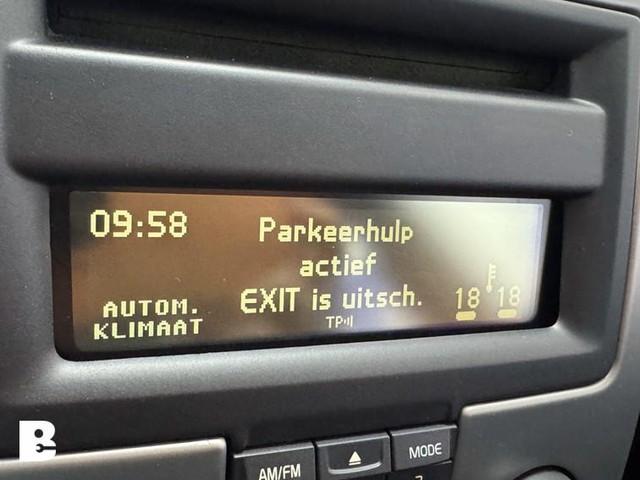 09:58
Parkeerhulp
actief
EXIT is uitsch.
AUTOM.
KLIMAAT
TP
18 18
AM/FM
MODE